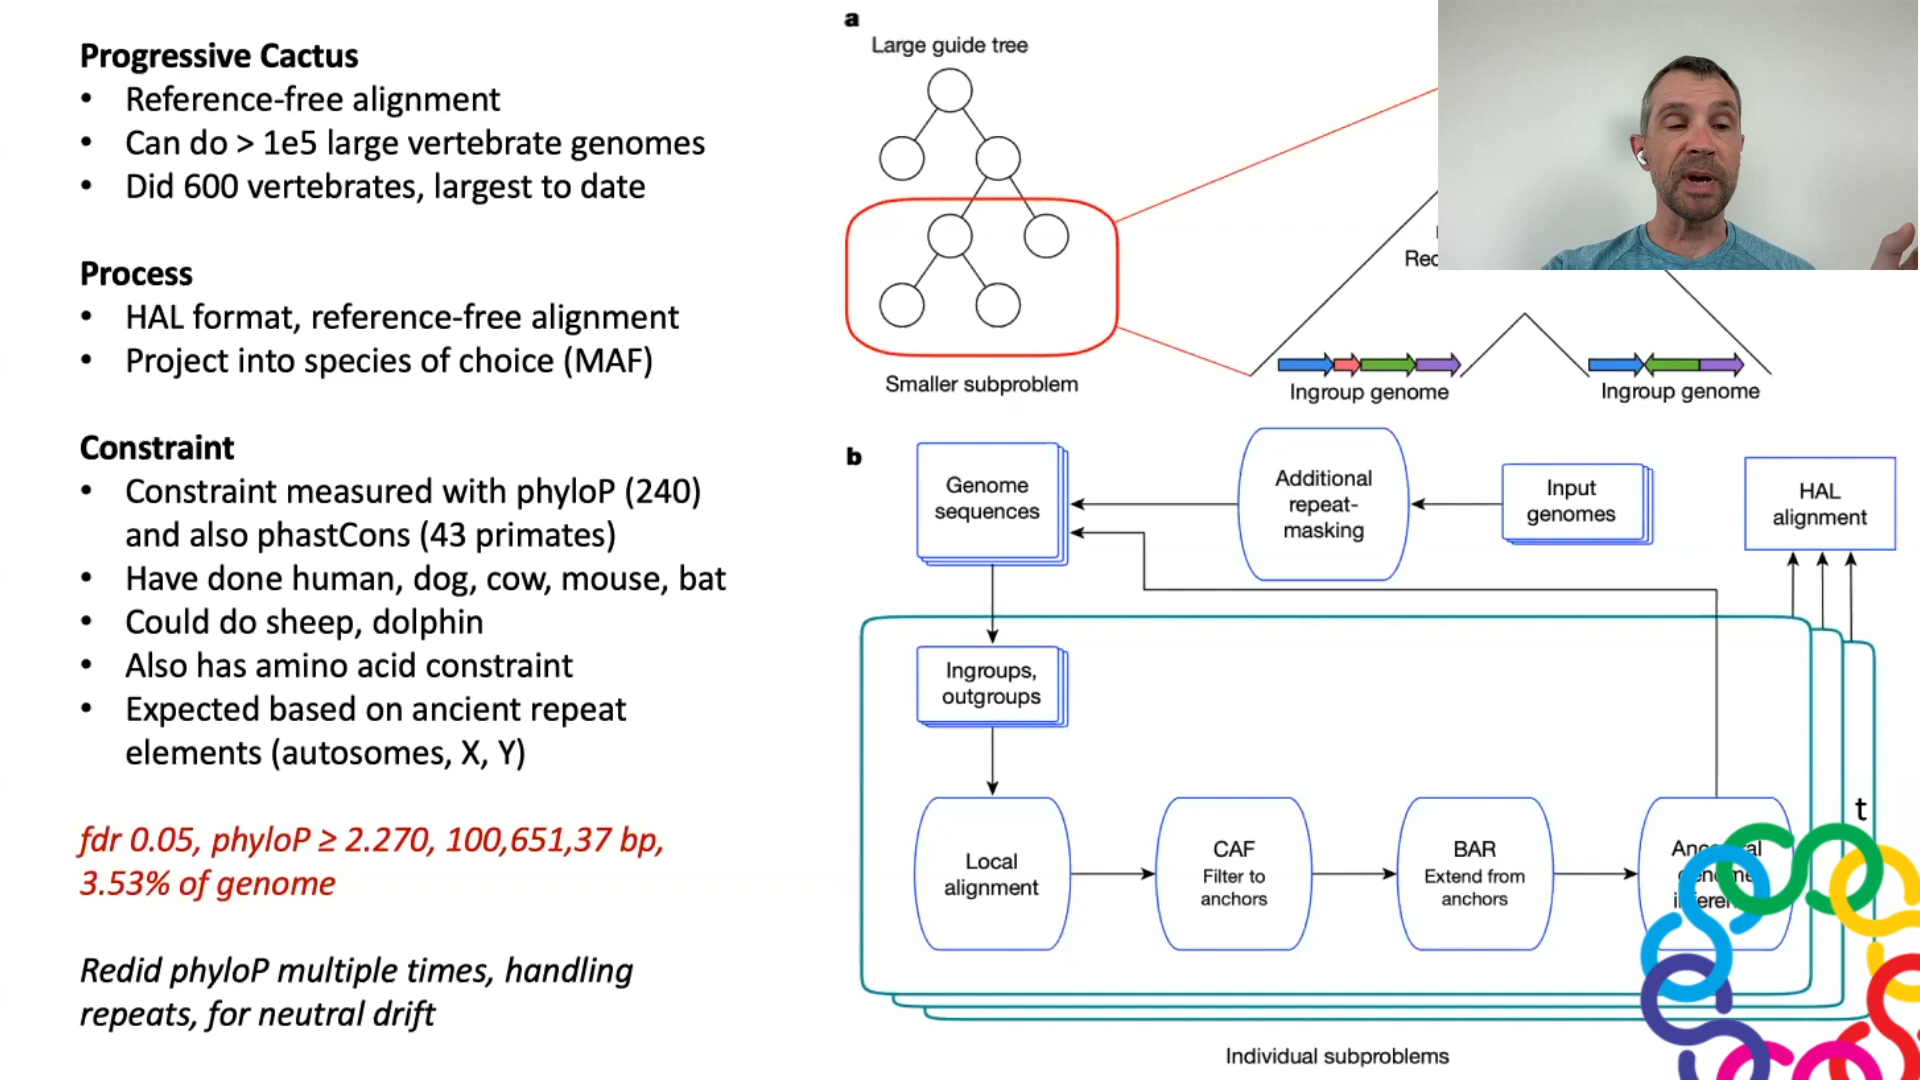 Progressive Cactus
• Reference-free alignment
• Can do > 1e5 large vertebrate genomes
• Did 600 vertebrates, largest to date
Process
• HAL format, reference-free alignment
• Project into species of choice (MAF)
Constraint
• Constraint measured with phyloP (240)
and also phastCons (43 primates)
• Have done human, dog, cow, mouse, bat
• Could do sheep, dolphin
• Also has amino acid constraint
• Expected based on ancient repeat
elements (autosomes, X, Y)
fdr 0.05, phyloP ≥ 2.270, 100,651,37 bp,
3.53% of genome
Redid phyloP multiple times, handling
repeats, for neutral drift
a
Large guide tree
Smaller subproblem
Rec
Ingroup genome
Ingroup genome
b
Genome
sequences
Additional
repeat-
masking
Input
genomes
HAL
alignment
Ingroups,
outgroups
Local
alignment
CAF
Filter to
anchors
BAR
Extend from
anchors
t
Individual subproblems